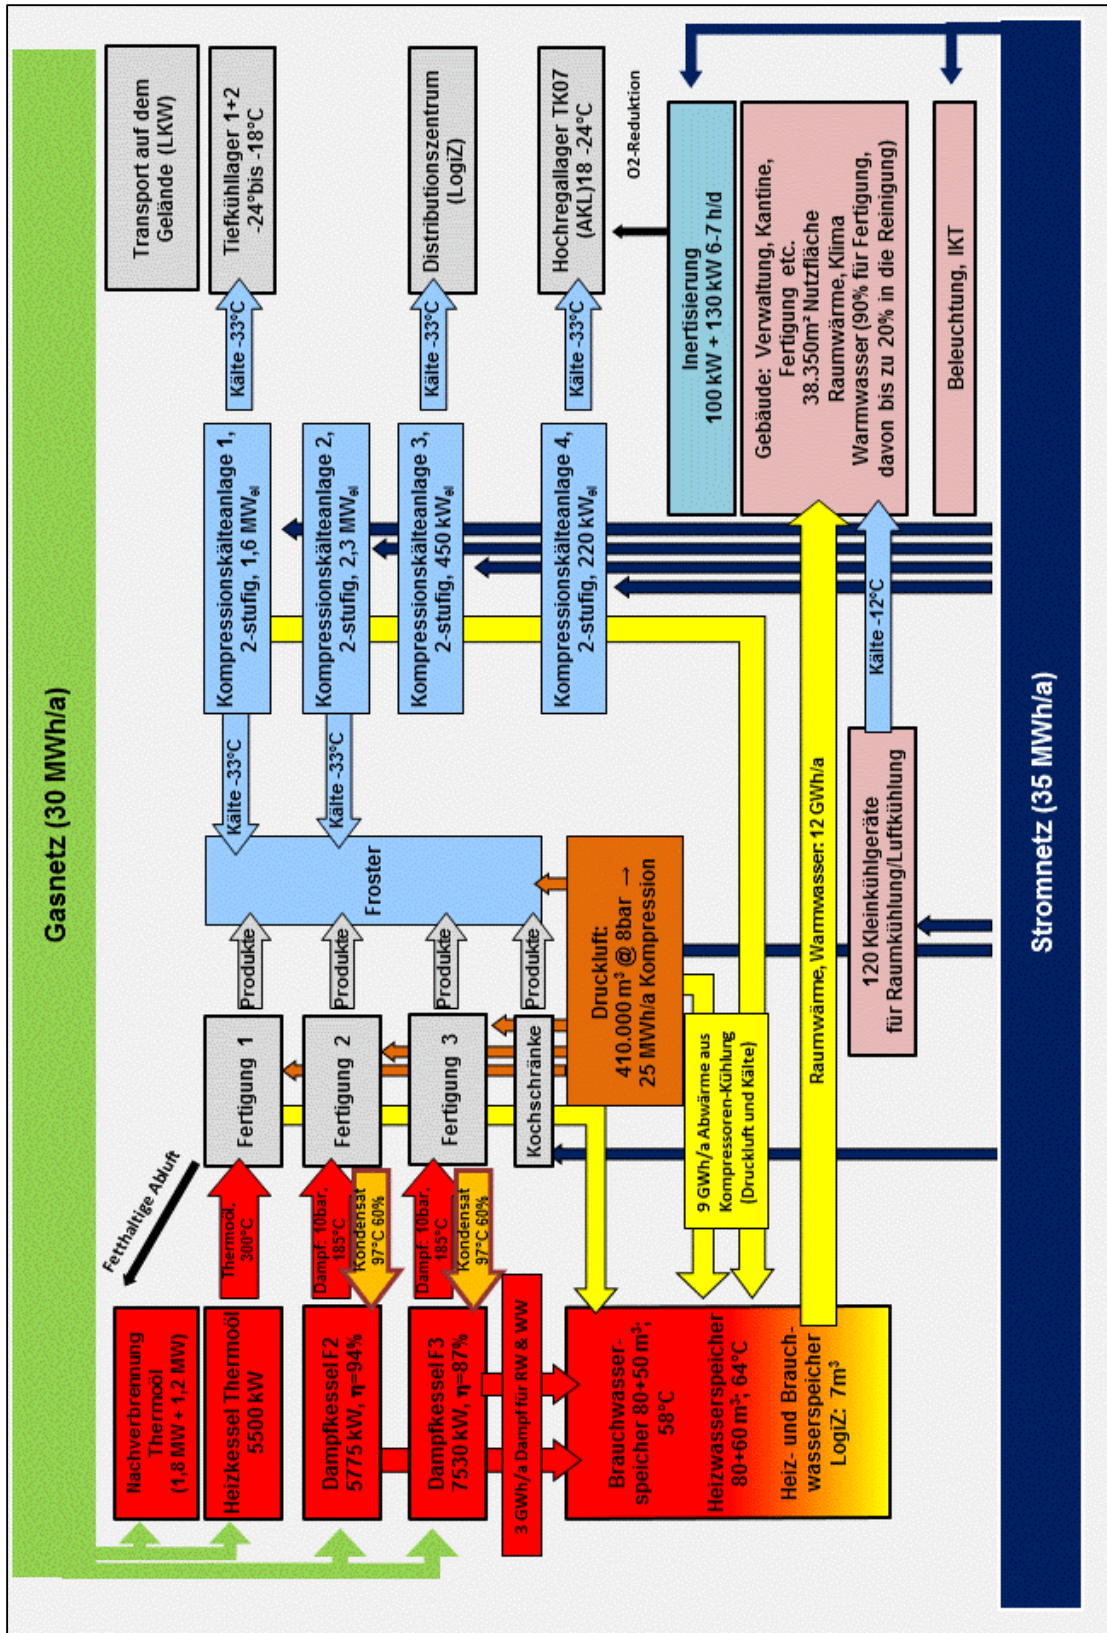 Gasnetz (30 MWh/a)
Nachverbrennung
Thermoöl
(1,8 MW + 1,2 MW)
Heizkessel Thermoöl
5500 kW
Dampfkessel F2
5775 kW, η=94%
Dampfkessel F3
7530 kW, η=87%
3 GWh/a Dampf für RW & WW
Brauchwasser-
speicher 80+50 m³;
58°C
Heizwasserspeicher
80+60 m³; 64°C
Heiz- und Brauch-
wasserspeicher
LogiZ: 7m³
Fetthaltige Abluft
Thermoöl,
300°C
Dampf: 10bar,
185°C
Kondensat
97°C 60%
Dampf: 10bar,
185°C
Kondensat
97°C 60%
Fertigung 1
Fertigung 2
Fertigung 3
Kochschränke
Produkte
Produkte
Produkte
Produkte
Froster
Druckluft:
410.000 m³ @ 8bar →
25 MWh/a Kompression
9 GWh/a Abwärme aus
Kompressoren-Kühlung
(Druckluft und Kälte)
Kälte -33°C
Kälte -33°C
Kompressionskälteanlage 1,
2-stufig, 1,6 MWel
Kompressionskälteanlage 2,
2-stufig, 2,3 MWel
Kompressionskälteanlage 3,
2-stufig, 450 kWel
Kompressionskälteanlage 4,
2-stufig, 220 kWel
Kälte -33°C
Kälte -33°C
Kälte -33°C
Transport auf dem
Gelände (LKW)
Tiefkühllager 1+2
-24°bis -18°C
Distributionszentrum
(LogiZ)
Hochregallager TK07
(AKL)18 -24°C
O2-Reduktion
Inertisierung
100 kW + 130 kW 6-7 h/d
Gebäude: Verwaltung, Kantine,
Fertigung etc.
38.350m² Nutzfläche
Raumwärme, Klima
Warmwasser (90% für Fertigung,
davon bis zu 20% in die Reinigung)
Beleuchtung, IKT
Raumwärme, Warmwasser: 12 GWh/a
Kälte -12°C
120 Kleinkühlgeräte
für Raumkühlung/Luftkühlung
Stromnetz (35 MWh/a)